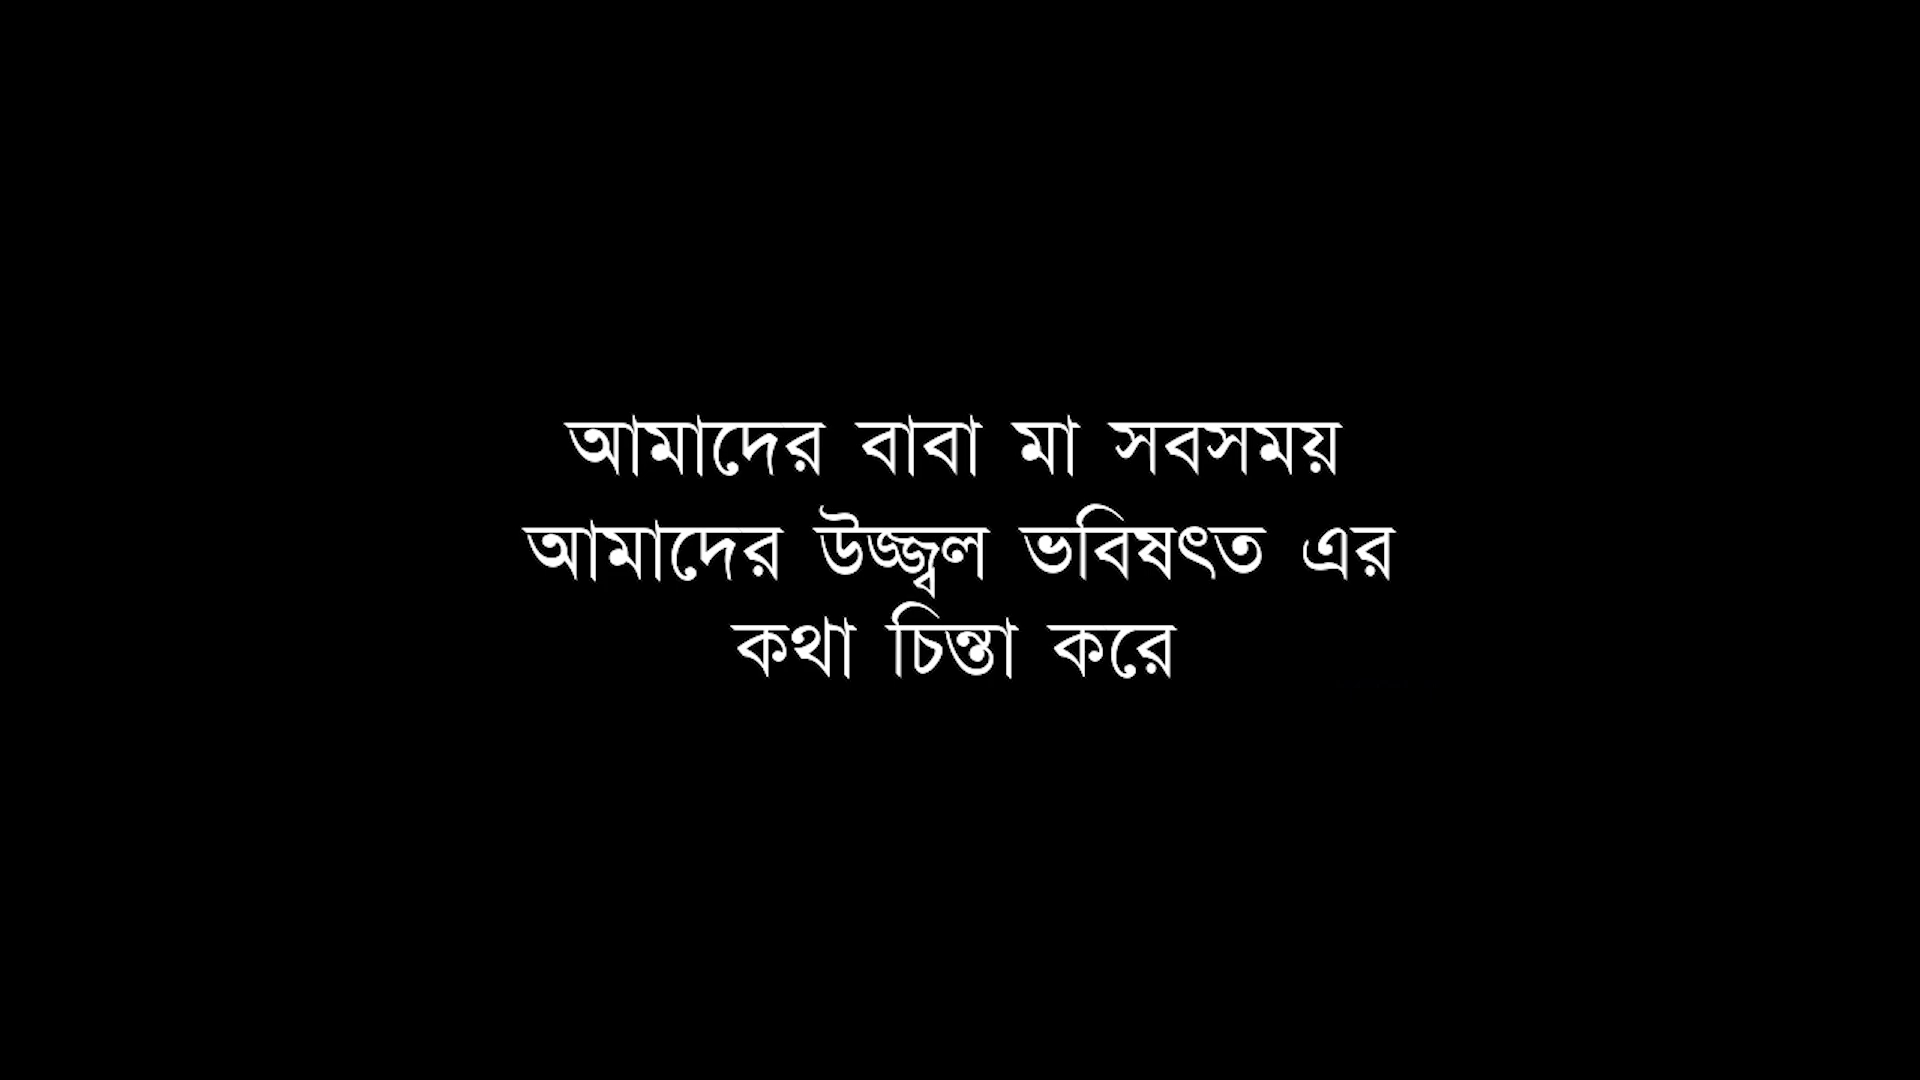 আমাদের বাবা মা সবসময়
আমাদের উজ্জ্বল ভবিষৎত এর
কথা চিন্তা করে